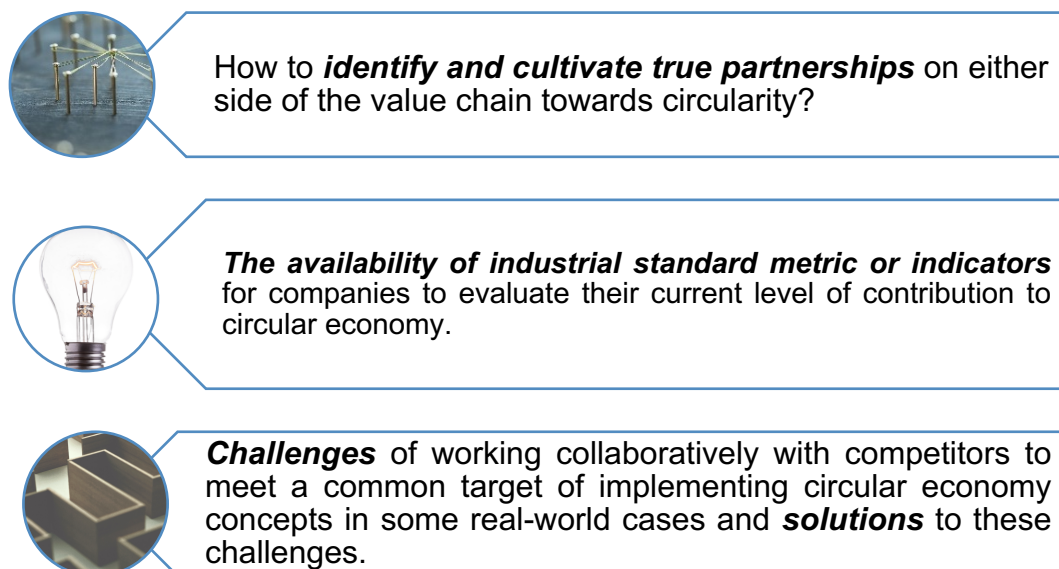 How to identify and cultivate true partnerships on either
side of the value chain towards circularity?
The availability of industrial standard metric or indicators
for companies to evaluate their current level of contribution to
circular economy.
Challenges of working collaboratively with competitors to
meet a common target of implementing circular economy
concepts in some real-world cases and solutions to these
challenges.